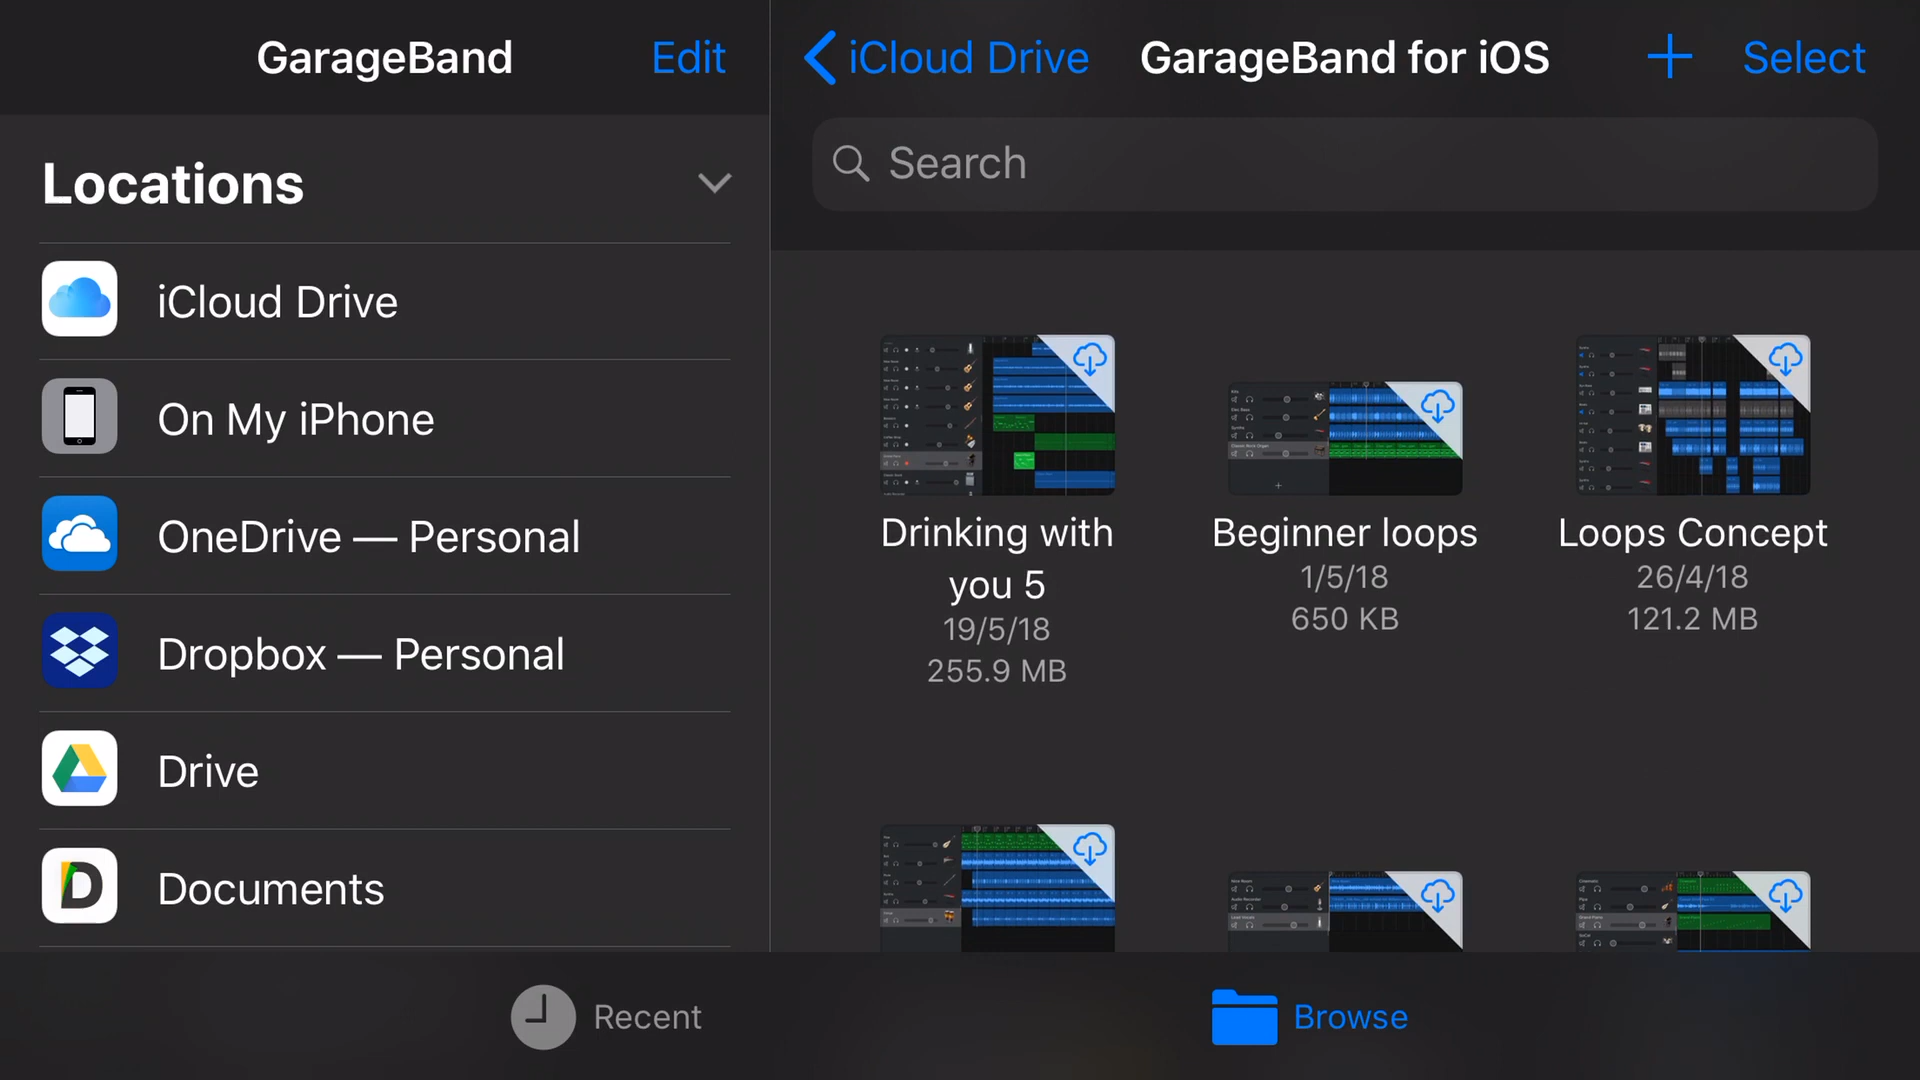 GarageBand
Edit
Locations
iCloud Drive
On My iPhone
OneDrive — Personal
Dropbox — Personal
Drive
Documents
iCloud Drive
GarageBand for iOS
Select
Search
Drinking with
you 5
19/5/18
255.9 MB
Beginner loops
1/5/18
650 KB
Loops Concept
26/4/18
121.2 MB
Recent
Browse